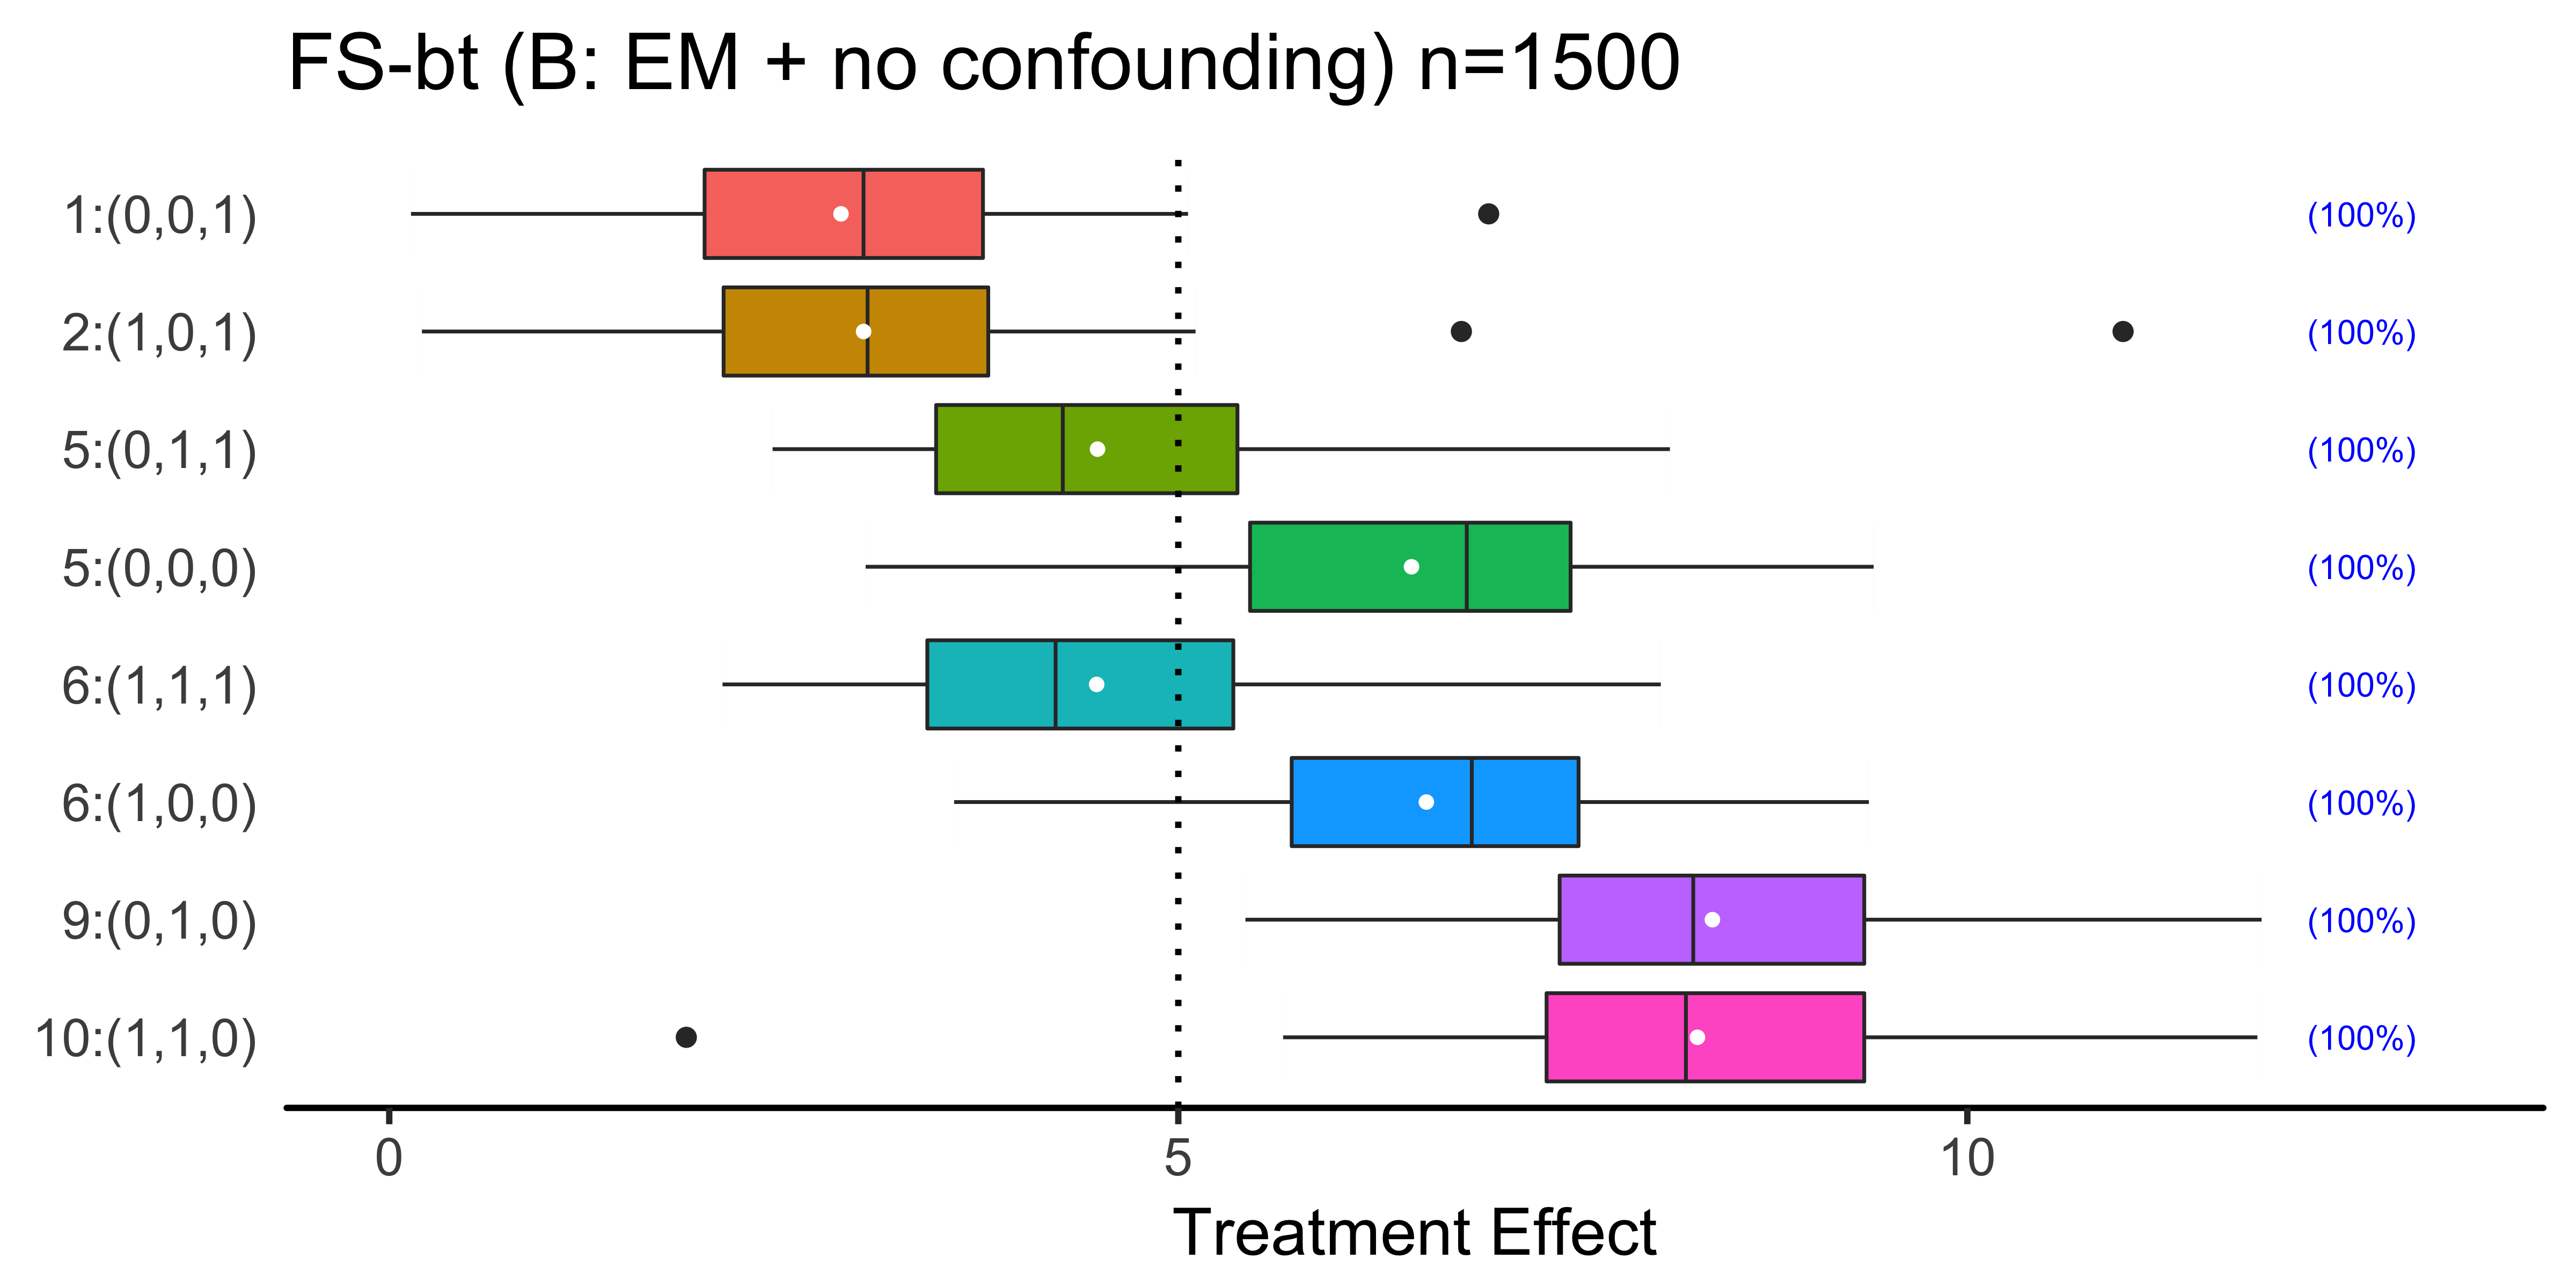 FS-bt (B: EM + no confounding) n=1500
1:(0,0,1) (100%)
2:(1,0,1) (100%)
5:(0,1,1) (100%)
5:(0,0,0) (100%)
6:(1,1,1) (100%)
6:(1,0,0) (100%)
9:(0,1,0) (100%)
10:(1,1,0) (100%)
0 5 10
Treatment Effect